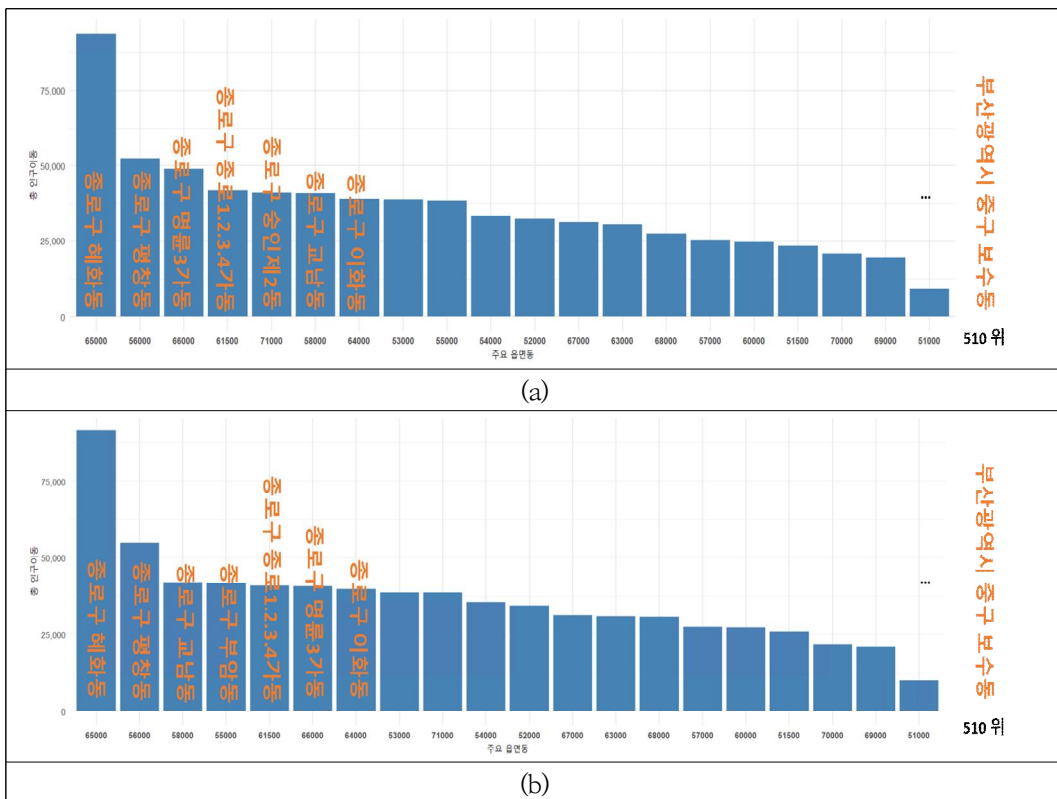 총 인구이동
75,000
50,000
25,000
0
종로구 혜화동
종로구 평창동
종로구 명륜3가동
종로구 종로1.2.3.4가동
종로구 숭인제2동
종로구 교남동
종로구 이화동
...
부산광역시 중구 보수동
65000 56000 66000 61500 71000 58000 64000 53000 55000 54000 52000 67000 63000 68000 57000 60000 51500 70000 69000 51000
510 위
주요 읍면동
(a)
총 인구이동
75,000
50,000
25,000
0
종로구 혜화동
종로구 평창동
종로구 교남동
종로구 부암동
종로구 종로1.2.3.4가동
종로구 명륜3가동
종로구 이화동
...
부산광역시 중구 보수동
65000 56000 58000 55000 61500 66000 64000 53000 71000 54000 52000 67000 63000 68000 57000 60000 51500 70000 69000 51000
510 위
주요 읍면동
(b)